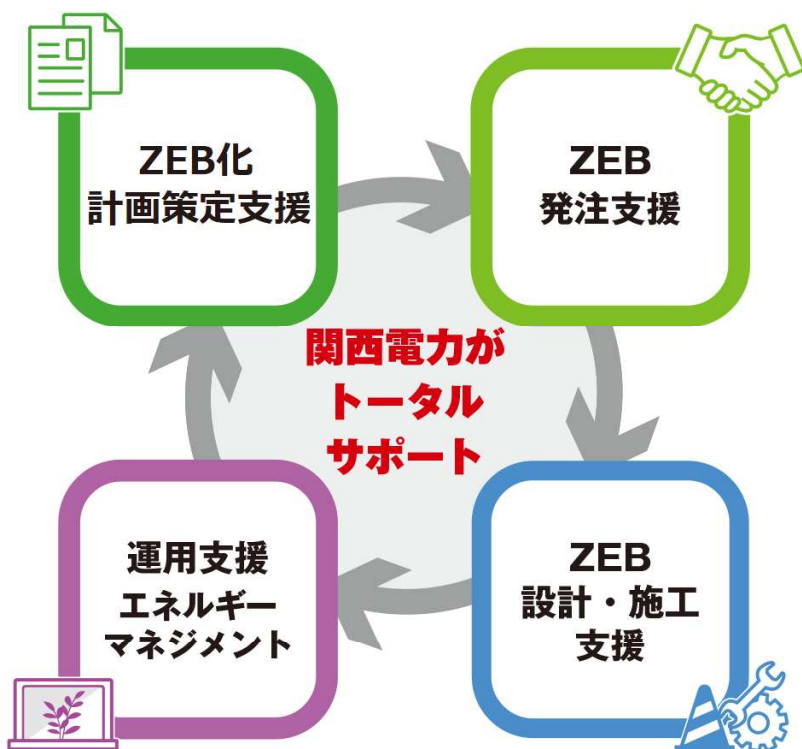 ZEB化
計画策定支援
ZEB
発注支援
関西電力が
トータル
サポート
運用支援
エネルギー
マネジメント
ZEB
設計・施工
支援